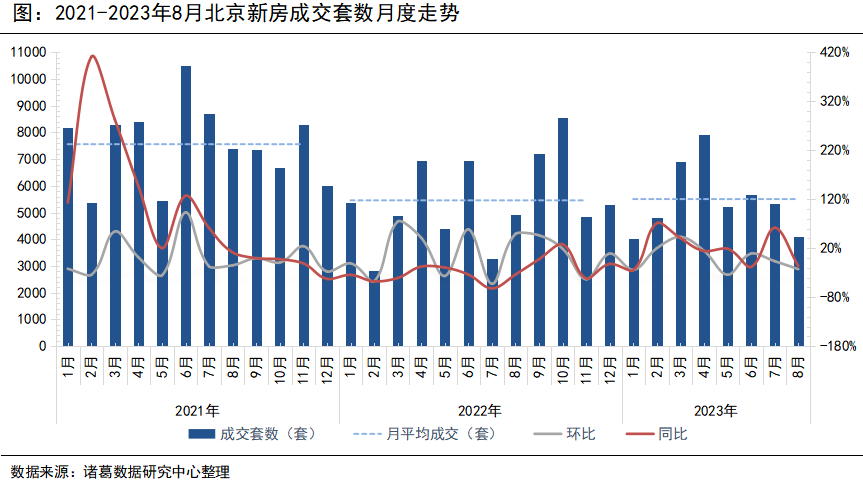 图：2021-2023年8月北京新房成交套数月度走势
11000 420%
10000
9000 320%
8000
7000 220%
6000
5000 120%
4000
3000 20%
2000 -80%
1000
0 -180%
1月 2月 3月 4月 5月 6月 7月 8月 9月 10月 11月 12月 1月 2月 3月 4月 5月 6月 7月 8月 9月 10月 11月 12月 1月 2月 3月 4月 5月 6月 7月 8月
2021年 2022年 2023年
成交套数（套） 月平均成交（套） 环比 同比
数据来源：诸葛数据研究中心整理